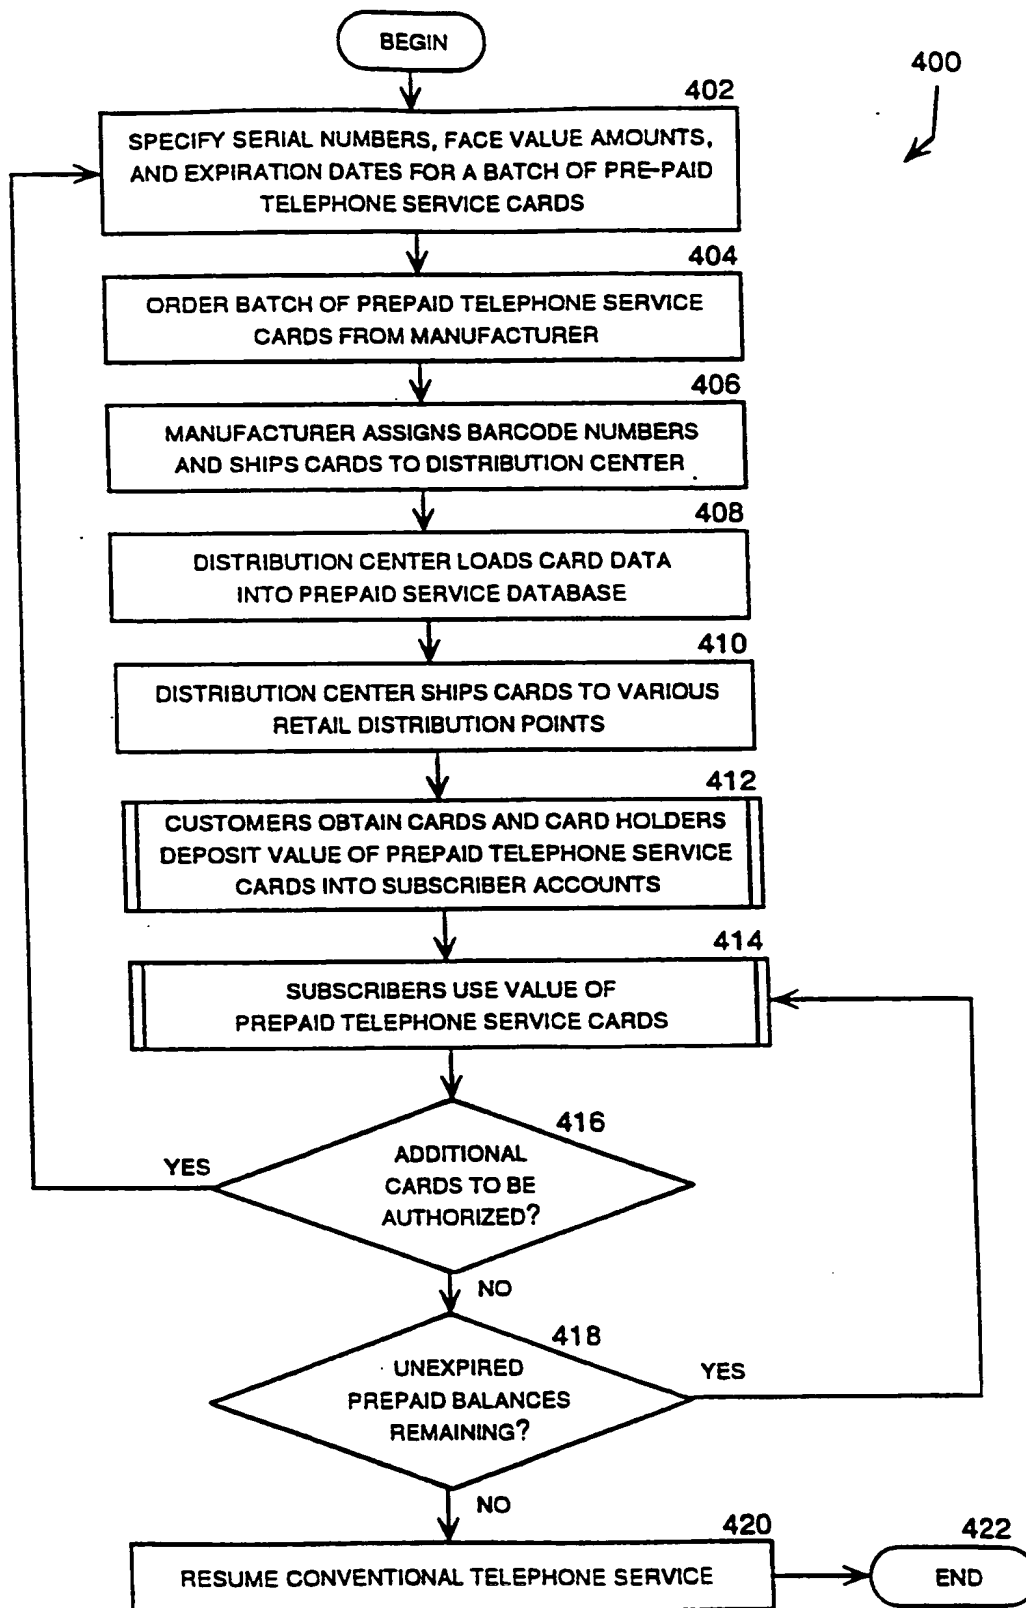 BEGIN
400
402
SPECIFY SERIAL NUMBERS, FACE VALUE AMOUNTS,
AND EXPIRATION DATES FOR A BATCH OF PRE-PAID
TELEPHONE SERVICE CARDS
404
ORDER BATCH OF PREPAID TELEPHONE SERVICE
CARDS FROM MANUFACTURER
406
MANUFACTURER ASSIGNS BARCODE NUMBERS
AND SHIPS CARDS TO DISTRIBUTION CENTER
408
DISTRIBUTION CENTER LOADS CARD DATA
INTO PREPAID SERVICE DATABASE
410
DISTRIBUTION CENTER SHIPS CARDS TO VARIOUS
RETAIL DISTRIBUTION POINTS
412
CUSTOMERS OBTAIN CARDS AND CARD HOLDERS
DEPOSIT VALUE OF PREPAID TELEPHONE SERVICE
CARDS INTO SUBSCRIBER ACCOUNTS
414
SUBSCRIBERS USE VALUE OF
PREPAID TELEPHONE SERVICE CARDS
416
YES
ADDITIONAL
CARDS TO BE
AUTHORIZED?
NO
418
UNEXPIRED
PREPAID BALANCES
REMAINING?
YES
NO
420
RESUME CONVENTIONAL TELEPHONE SERVICE
422
END